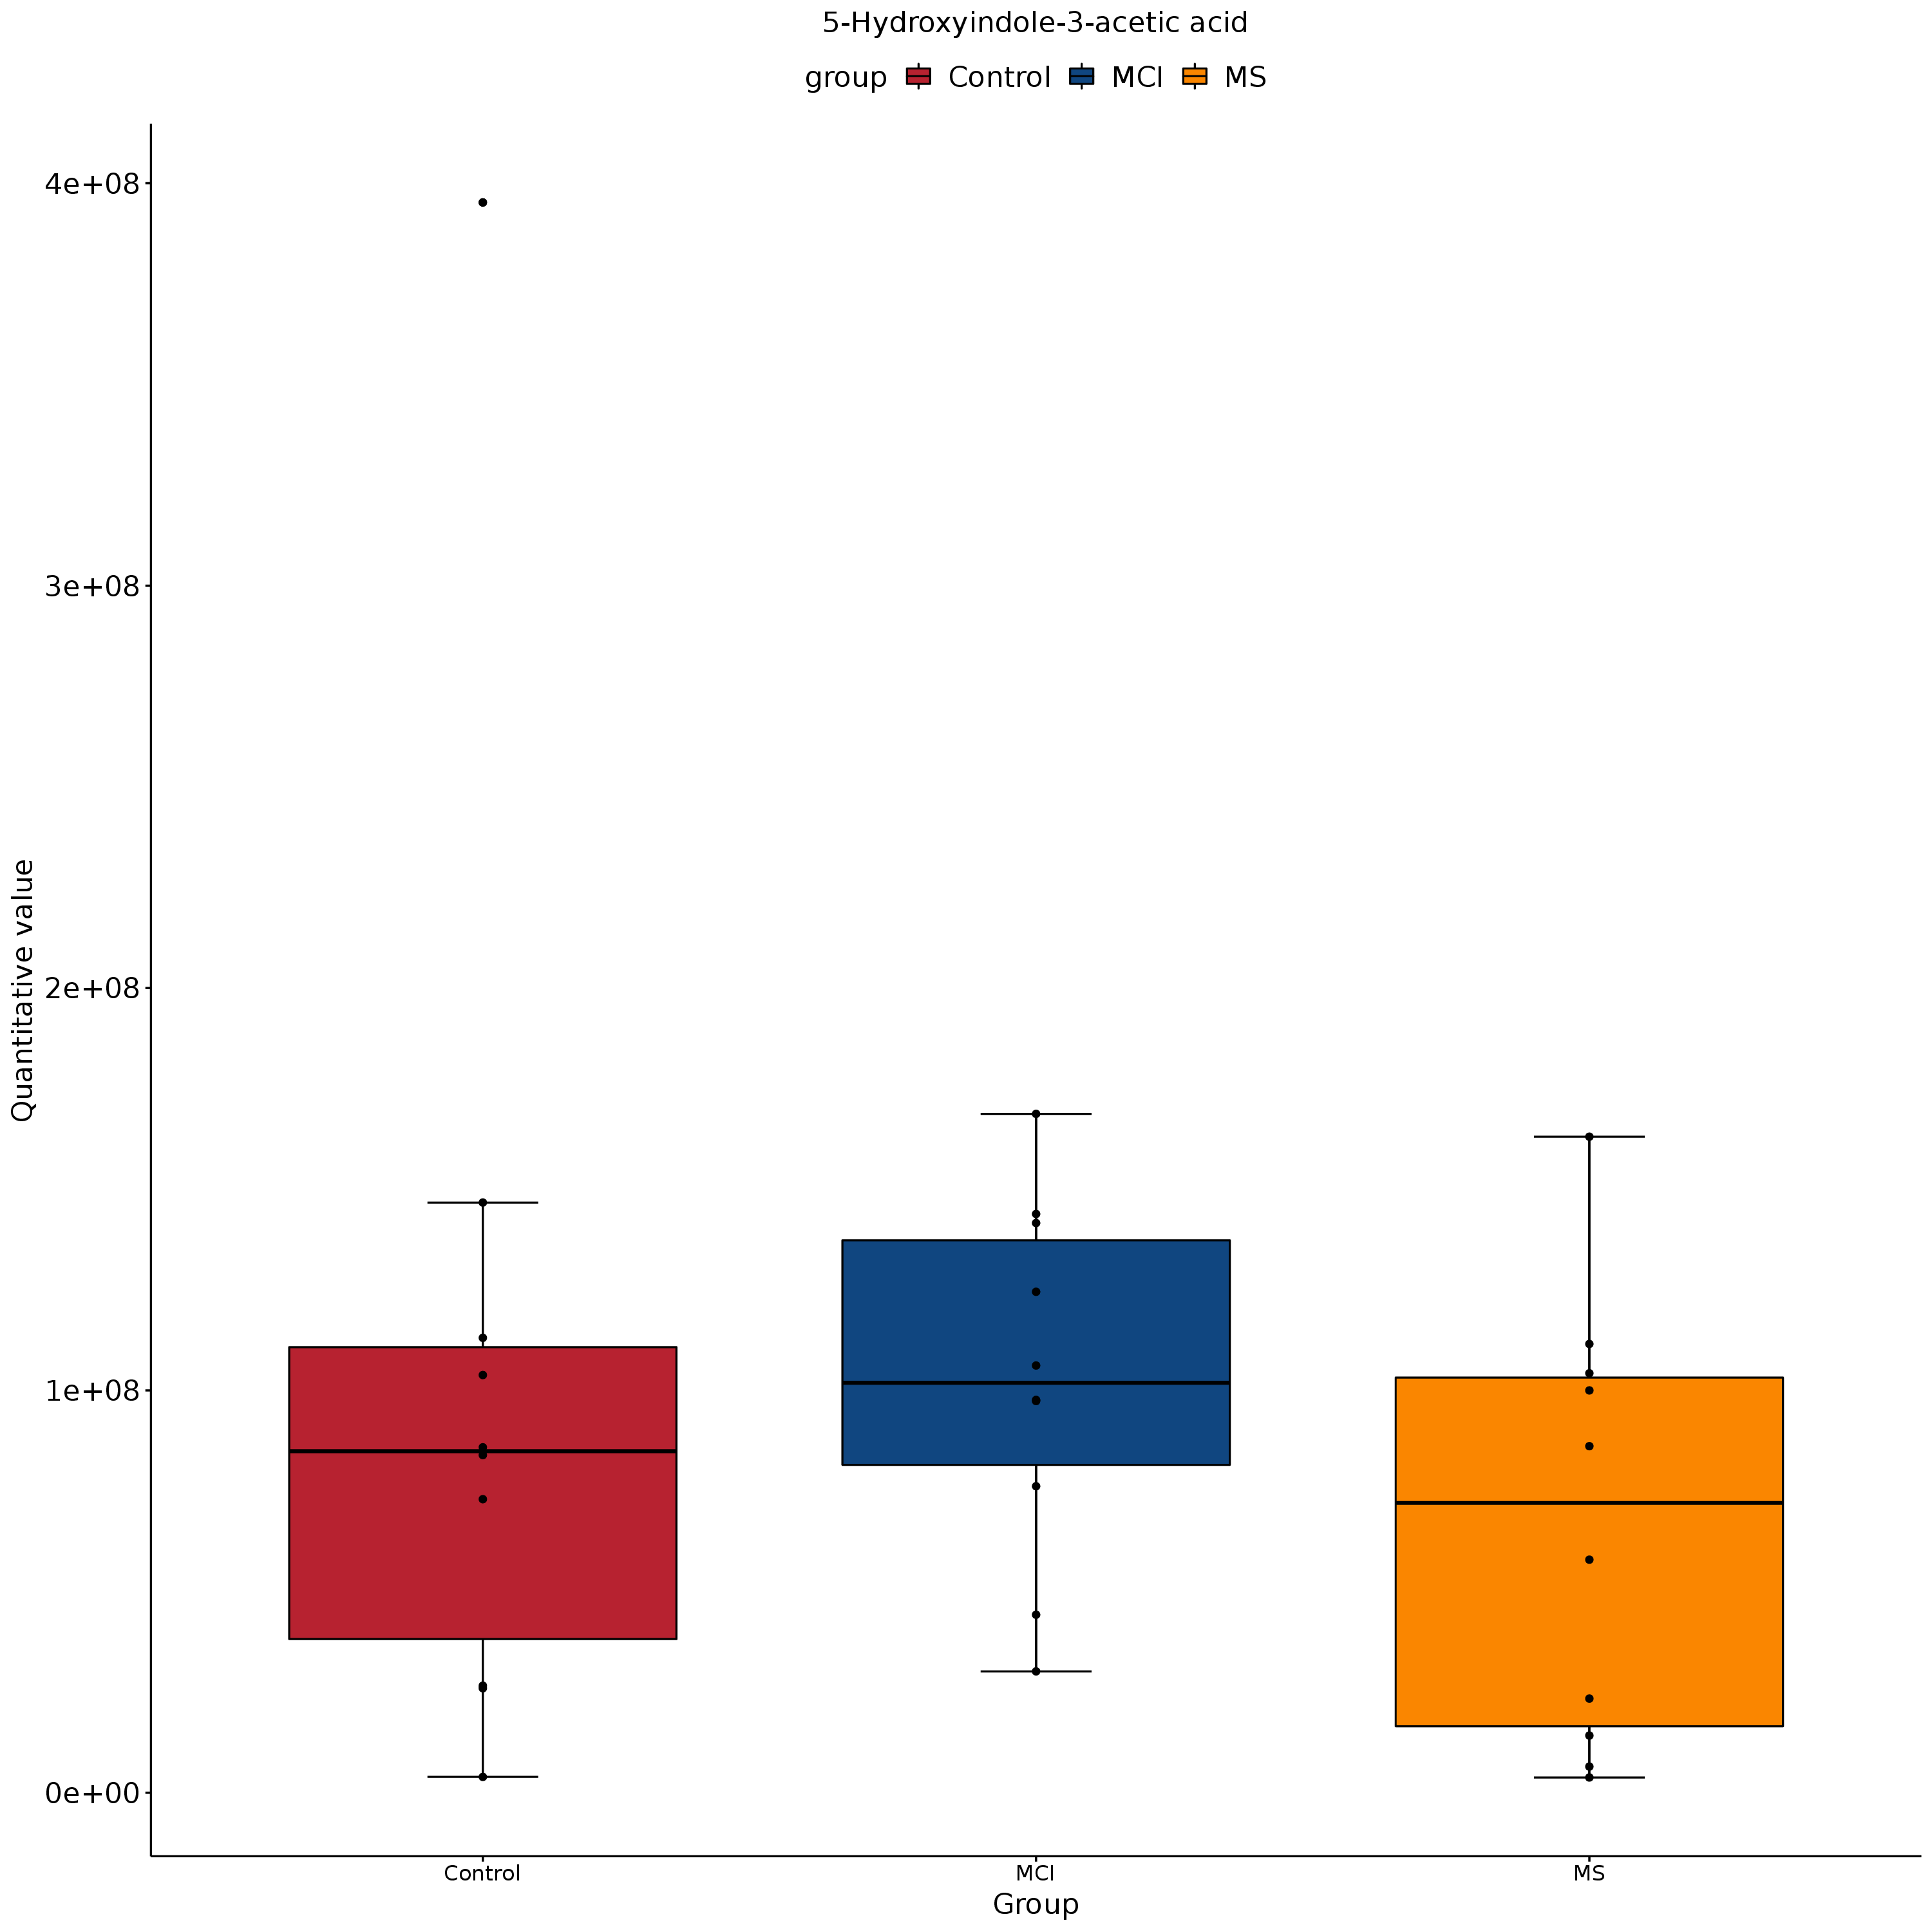 5-Hydroxyindole-3-acetic acid
group Control MCI MS
4e+08
3e+08
2e+08
1e+08
0e+00
Quantitative value
Control MCI MS
Group